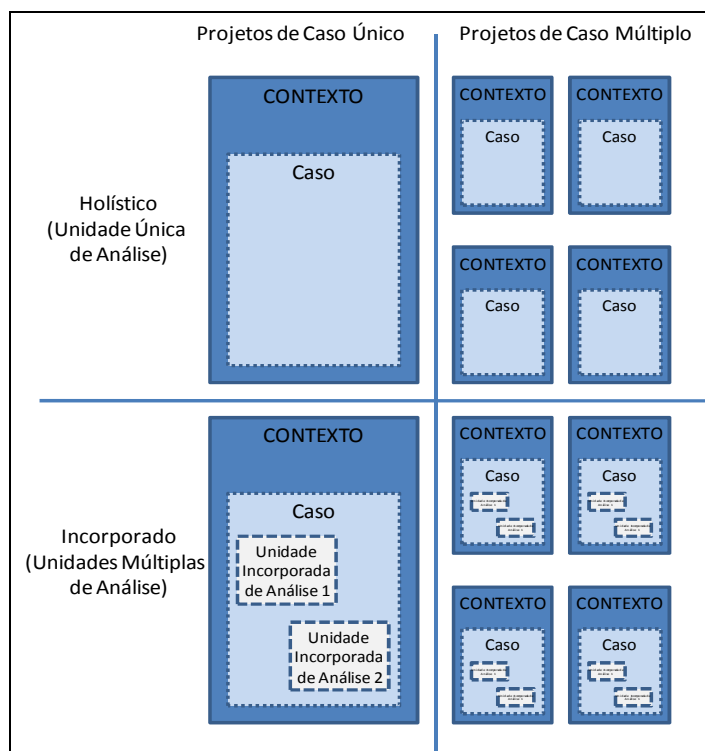 Projetos de Caso Único
Projetos de Caso Múltiplo
Holístico
(Unidade Única
de Análise)
CONTEXTO
Caso
CONTEXTO
Caso
CONTEXTO
Caso
CONTEXTO
Caso
CONTEXTO
Caso
Incorporado
(Unidades Múltiplas
de Análise)
CONTEXTO
Caso
Unidade
Incorporada
de Análise 1
Unidade
Incorporada
de Análise 2
CONTEXTO
Caso
CONTEXTO
Caso
CONTEXTO
Caso
CONTEXTO
Caso